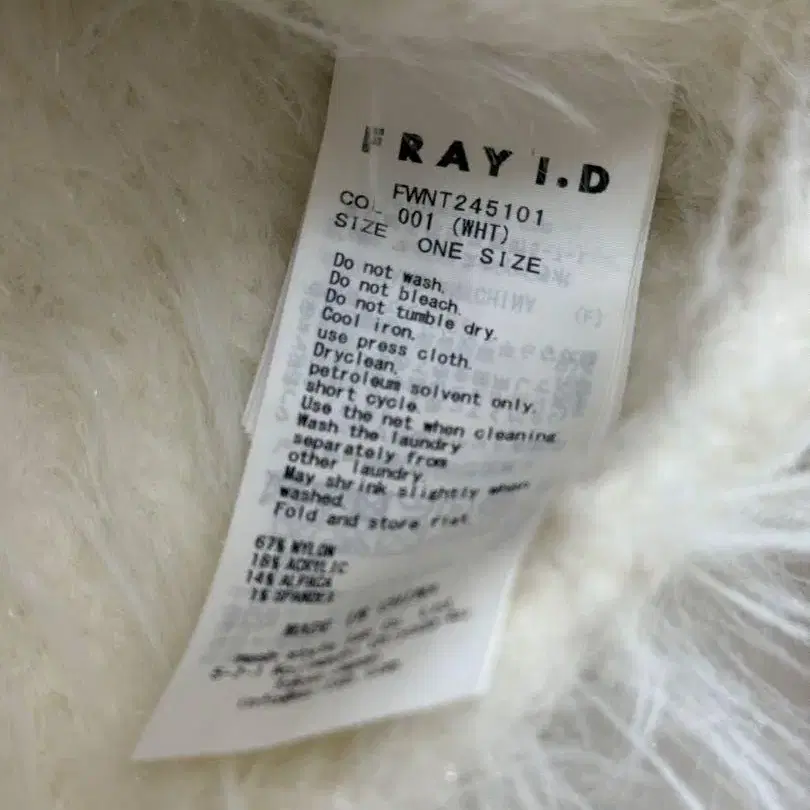 FRAY I.D
FWNT245101
COL 001 (WHT)
SIZE ONE SIZE
Do not wash.
Do not bleach.
Do not tumble dry.
Cool iron.
use press cloth.
Dryclean.
petroleum solvent only.
short cycle.
Use the net when cleaning
Wash the laundry
separately from
other laundry.
May shrink slightly when
washed.
Fold and store flat.
67% NYLON
18% ACRYLIC
14% ALPACA
1% SPANDEX
MADE IN CHINA